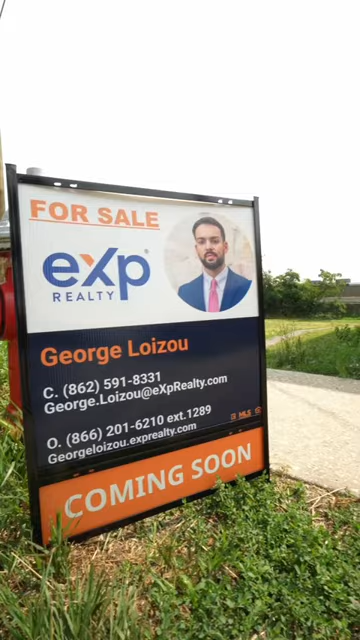 FOR SALE
eXp®
REALTY
George Loizou
C. (862) 591-8331
George.Loizou@eXpRealty.com
O. (866) 201-6210 ext.1289
Georgeloizou.exprealty.com
MLS
COMING SOON